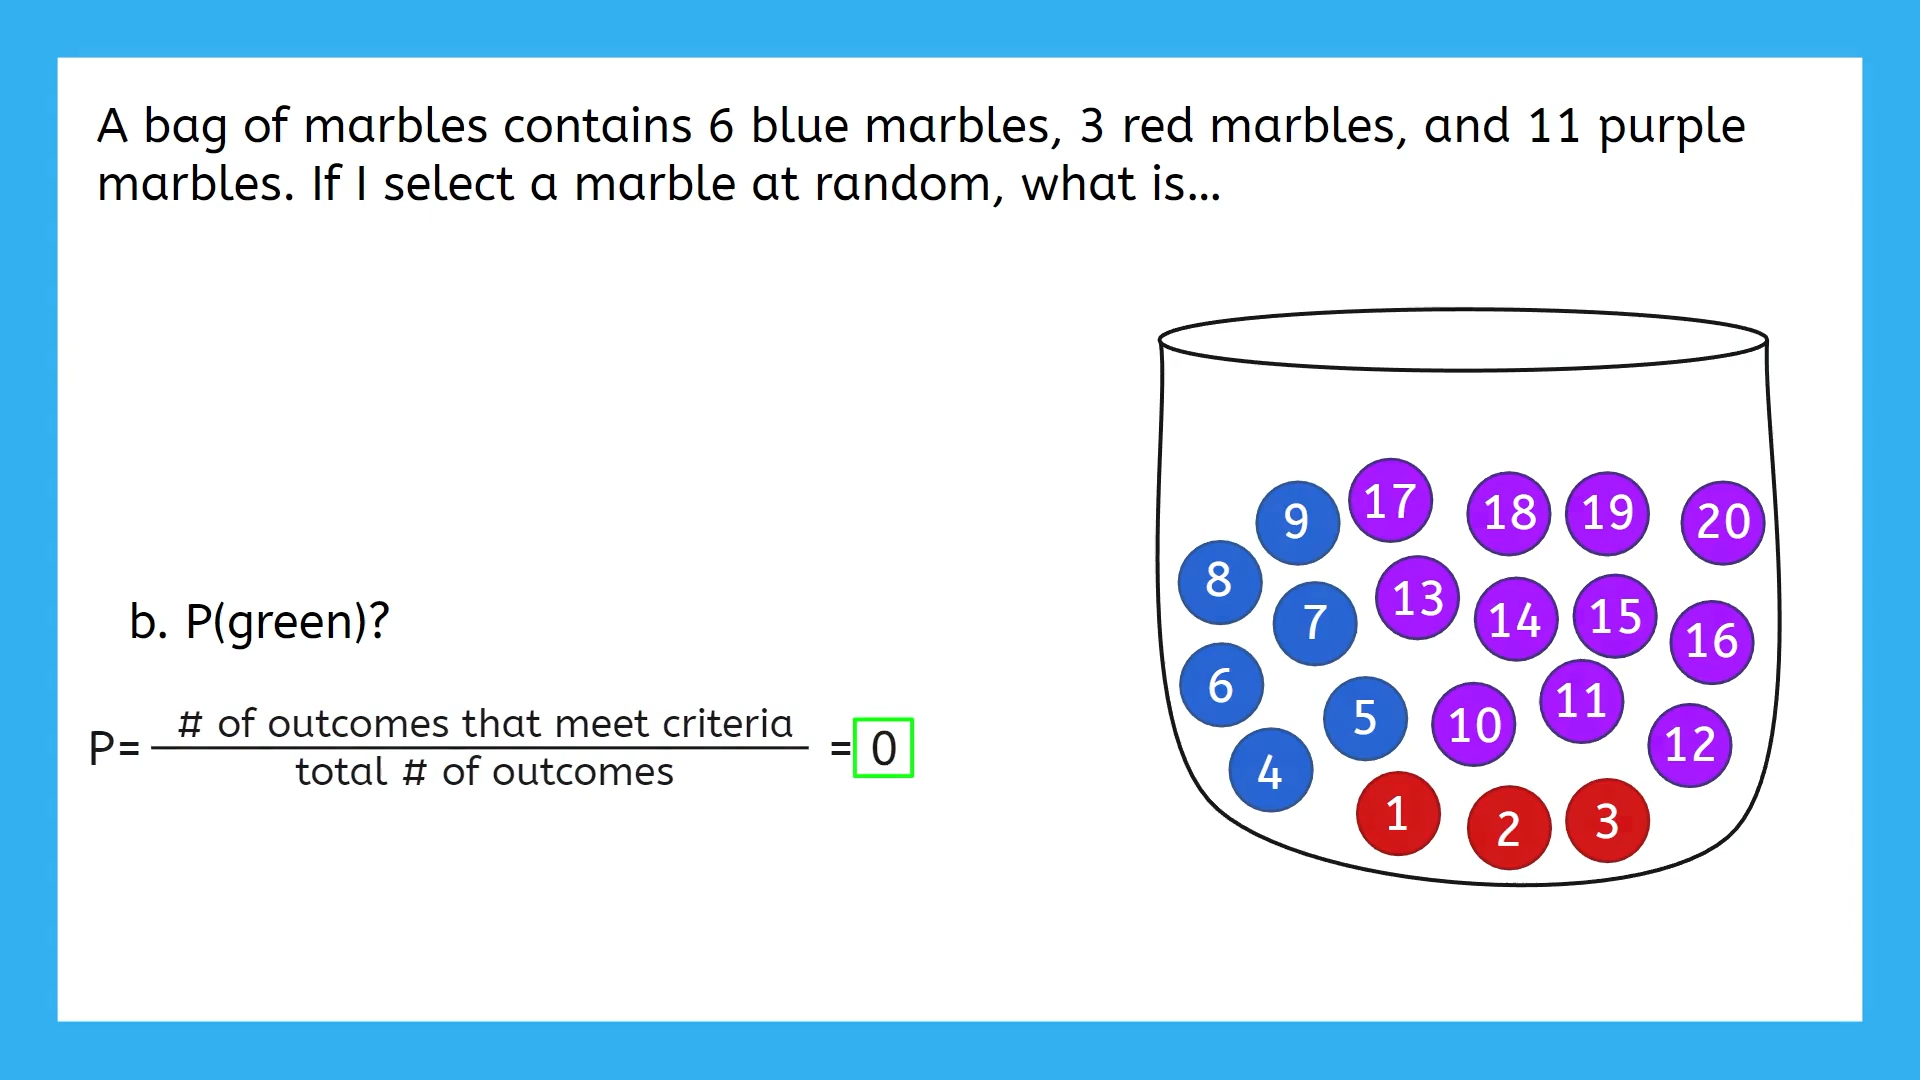 A bag of marbles contains 6 blue marbles, 3 red marbles, and 11 purple
marbles. If I select a marble at random, what is...
9 17 18 19 20
8 7 13 14 15 16
6 5 10 11 12
4 1 2 3
b. P(green)?
# of outcomes that meet criteria
P= = 0
total # of outcomes